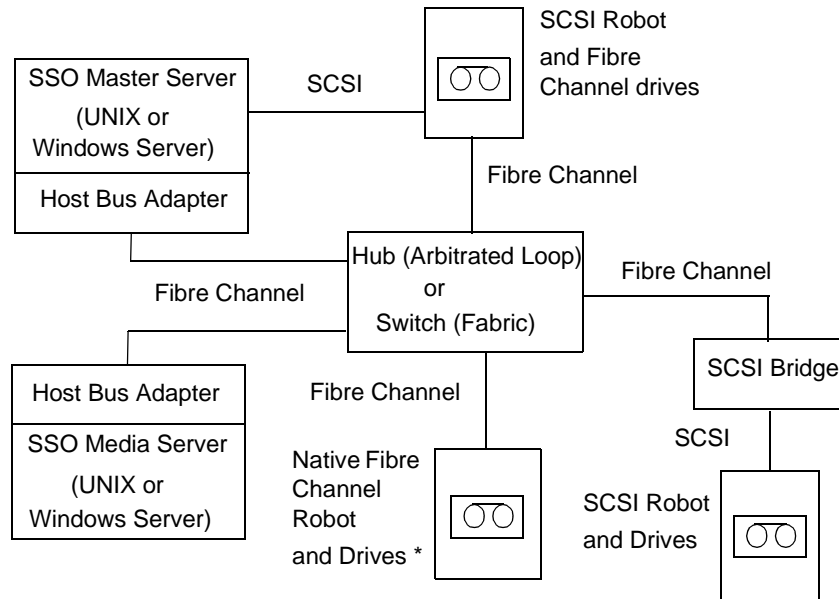 SCSI Robot
and Fibre
Channel drives
SSO Master Server
(UNIX or
Windows Server)
SCSI
Host Bus Adapter
Fibre Channel
Hub (Arbitrated Loop)
or
Switch (Fabric)
Fibre Channel
Fibre Channel
Host Bus Adapter
SSO Media Server
(UNIX or
Windows Server)
Fibre Channel
Native Fibre
Channel
Robot
and Drives *
SCSI Bridge
SCSI
SCSI Robot
and Drives